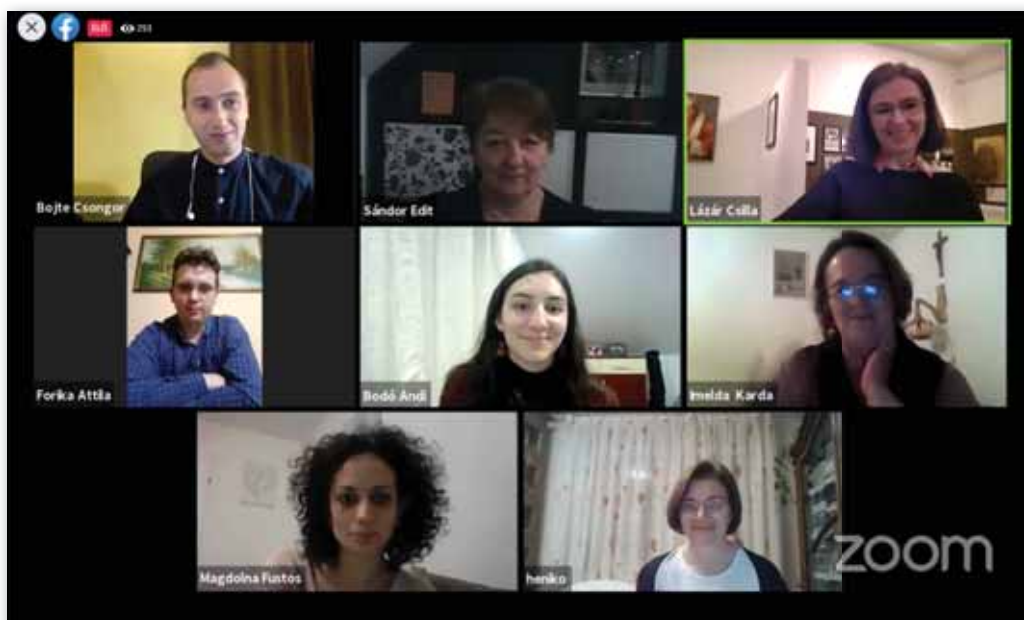 Bojte Csongor
Sándor Edit
Lázár Csilla
Forika Attila
Bodó Andi
Imelda Karda
Magdolna Fustos
heniko
zoom